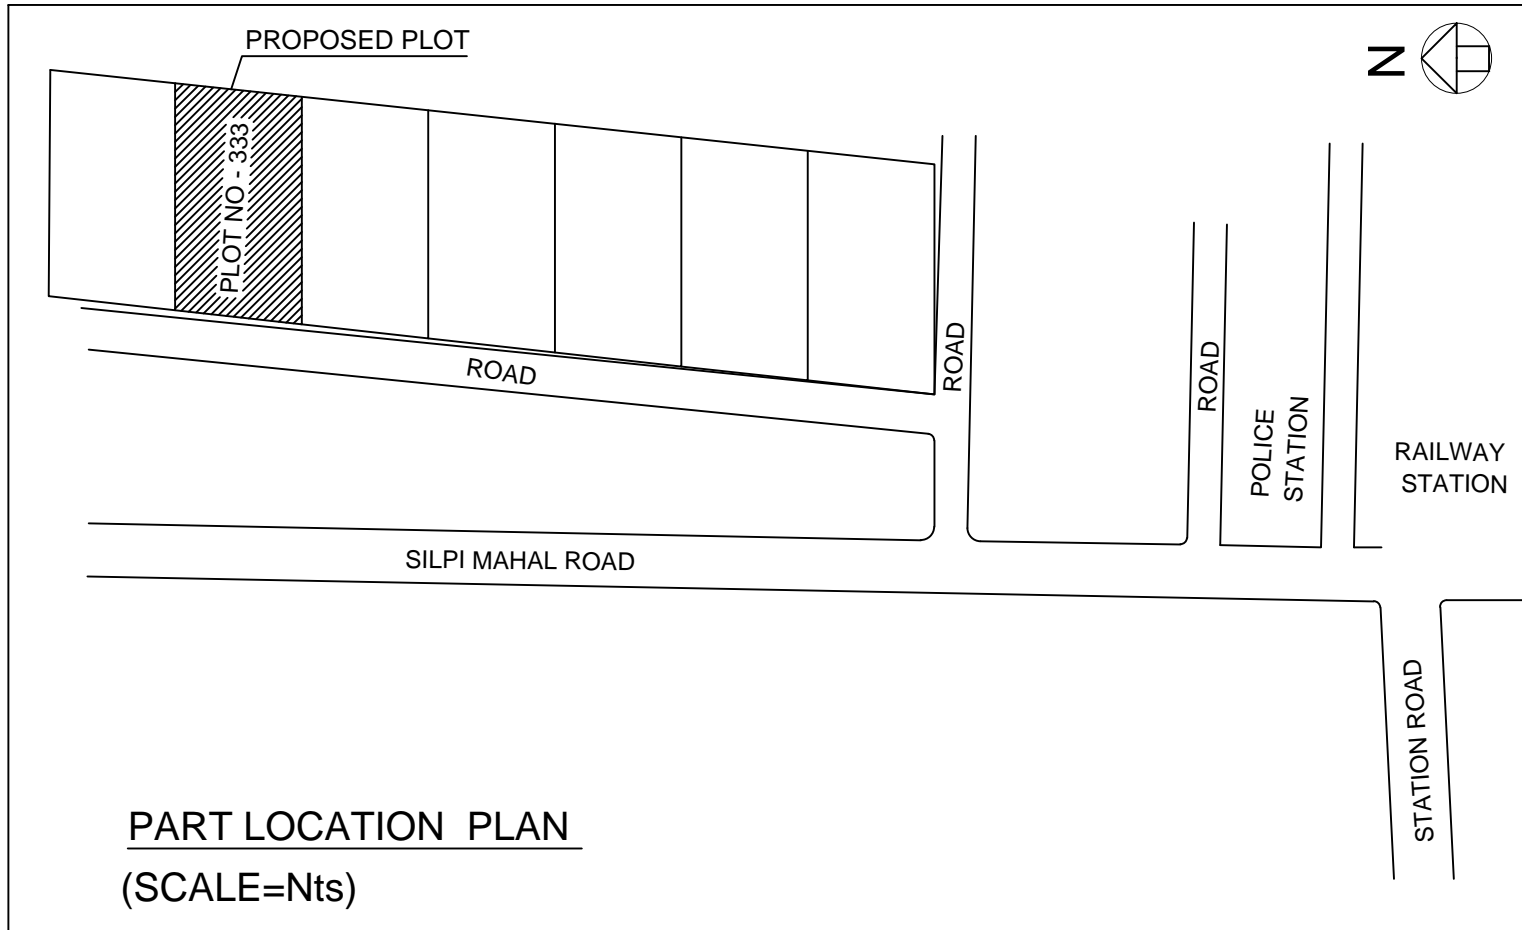 PROPOSED PLOT
N
PLOT NO - 333
ROAD
ROAD
ROAD
POLICE
STATION
RAILWAY
STATION
SILPI MAHAL ROAD
STATION ROAD
PART LOCATION PLAN
(SCALE=Nts)